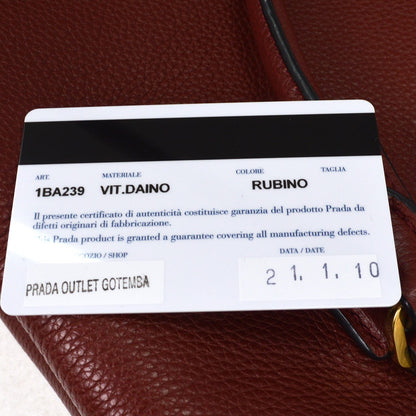 ART. MATERIALE COLORE TAGLIA
1BA239 VIT.DAINO RUBINO
Il presente certificato di autenticità costituisce garanzia del prodotto Prada da
difetti originari di fabbricazione.
Prada product is granted a guarantee covering all manufacturing defects.
/ SHOP DATA / DATE
PRADA OUTLET GOTEMBA 21. 1. 10